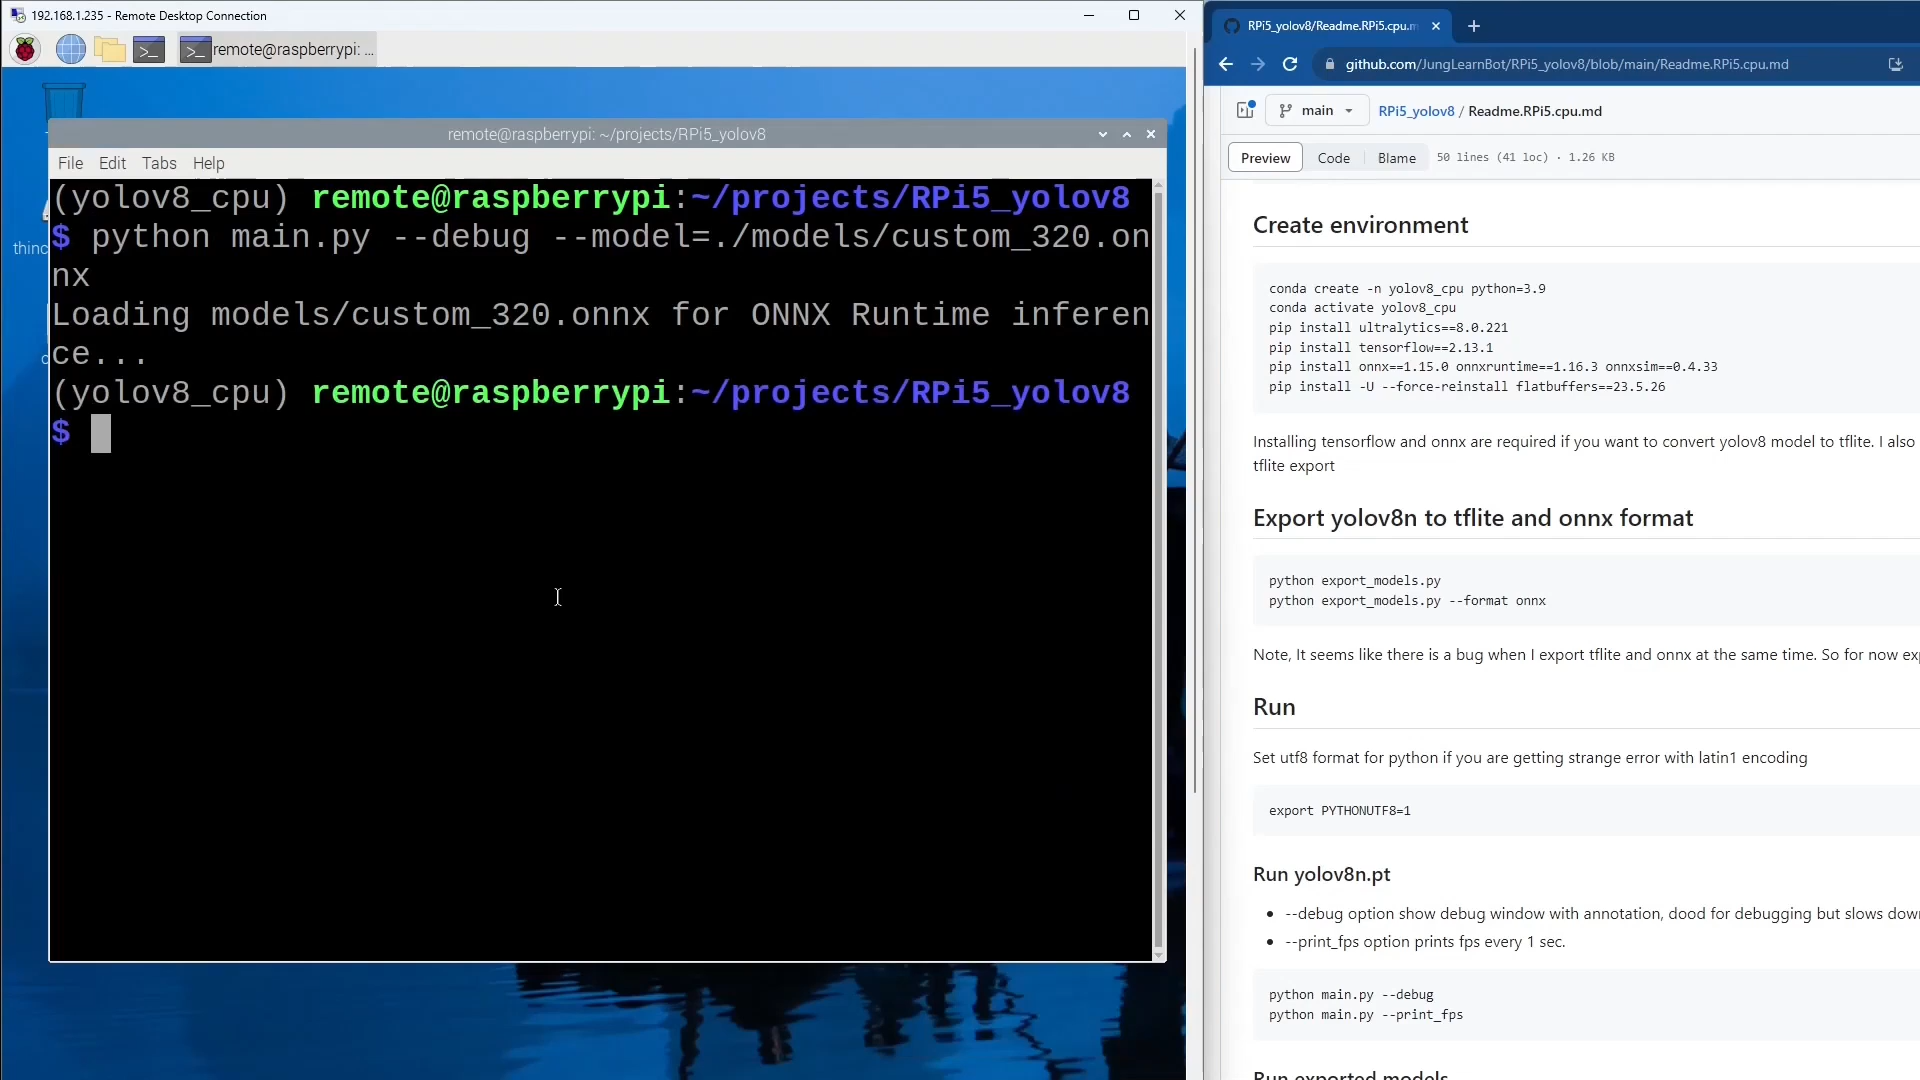 192.168.1.235 - Remote Desktop Connection
remote@raspberrypi: ...
remote@raspberrypi: ~/projects/RPi5_yolov8
File Edit Tabs Help
(yolov8_cpu) remote@raspberrypi:~/projects/RPi5_yolov8
$ python main.py --debug --model=./models/custom_320.on
nx
Loading models/custom_320.onnx for ONNX Runtime inferen
ce...
(yolov8_cpu) remote@raspberrypi:~/projects/RPi5_yolov8
$
thinc
RPi5_yolov8/Readme.RPi5.cpu.m
github.com/JungLearnBot/RPi5_yolov8/blob/main/Readme.RPi5.cpu.md
main RPi5_yolov8 / Readme.RPi5.cpu.md
Preview Code Blame 50 lines (41 loc) · 1.26 KB
Create environment
conda create -n yolov8_cpu python=3.9
conda activate yolov8_cpu
pip install ultralytics==8.0.221
pip install tensorflow==2.13.1
pip install onnx==1.15.0 onnxruntime==1.16.3 onnxsim==0.4.33
pip install -U --force-reinstall flatbuffers==23.5.26
Installing tensorflow and onnx are required if you want to convert yolov8 model to tflite. I also
tflite export
Export yolov8n to tflite and onnx format
python export_models.py
python export_models.py --format onnx
Note, It seems like there is a bug when I export tflite and onnx at the same time. So for now exp
Run
Set utf8 format for python if you are getting strange error with latin1 encoding
export PYTHONUTF8=1
Run yolov8n.pt
--debug option show debug window with annotation, dood for debugging but slows down
--print_fps option prints fps every 1 sec.
python main.py --debug
python main.py --print_fps
Run exported models